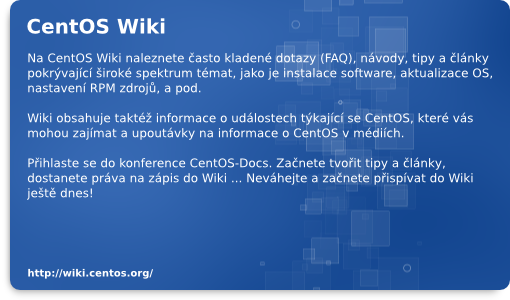 CentOS Wiki
Na CentOS Wiki naleznete často kladené dotazy (FAQ), návody, tipy a články
pokrývající široké spektrum témat, jako je instalace software, aktualizace OS,
nastavení RPM zdrojů, a pod.
Wiki obsahuje taktéž informace o událostech týkající se CentOS, které vás
mohou zajímat a upoutávky na informace o CentOS v médiích.
Přihlaste se do konference CentOS-Docs. Začnete tvořit tipy a články,
dostanete práva na zápis do Wiki ... Neváhejte a začnete přispívat do Wiki
ještě dnes!
http://wiki.centos.org/